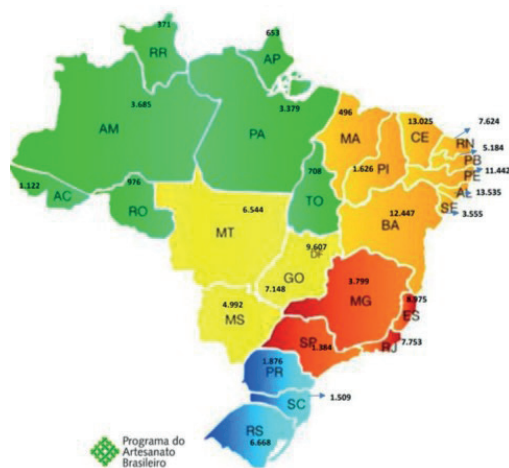 371
RR
653
AP
3.685
AM
3.379
PA
496
MA
13.025
CE
7.624
RN
5.184
PB
11.442
PE
1.626
PI
AL
13.535
SE
3.555
1.122
AC
976
RO
708
TO
12.447
BA
6.544
MT
9.607
DF
GO
7.148
3.799
MG
4.992
MS
8.975
ES
SP
1.384
RJ
7.753
1.876
PR
1.509
SC
RS
6.668
Programa do
Artesanato
Brasileiro